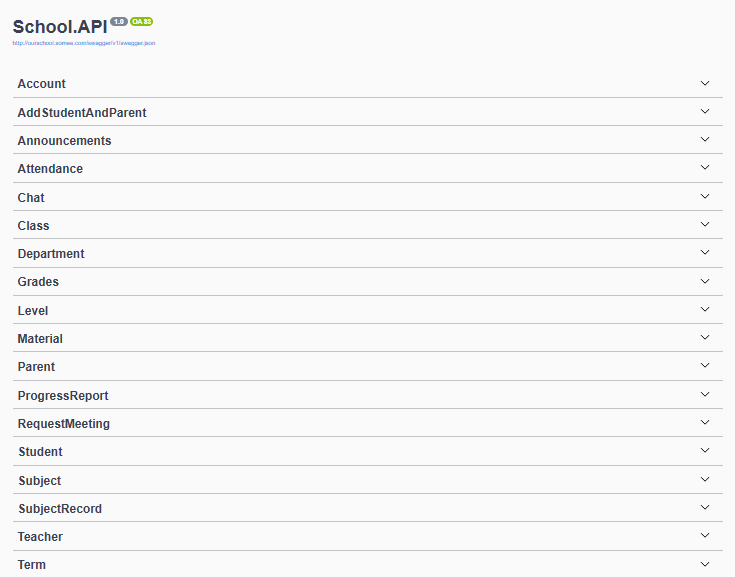 School.API 1.0 OAS3
http://ourschool.somee.com/swagger/v1/swagger.json
Account
AddStudentAndParent
Announcements
Attendance
Chat
Class
Department
Grades
Level
Material
Parent
ProgressReport
RequestMeeting
Student
Subject
SubjectRecord
Teacher
Term